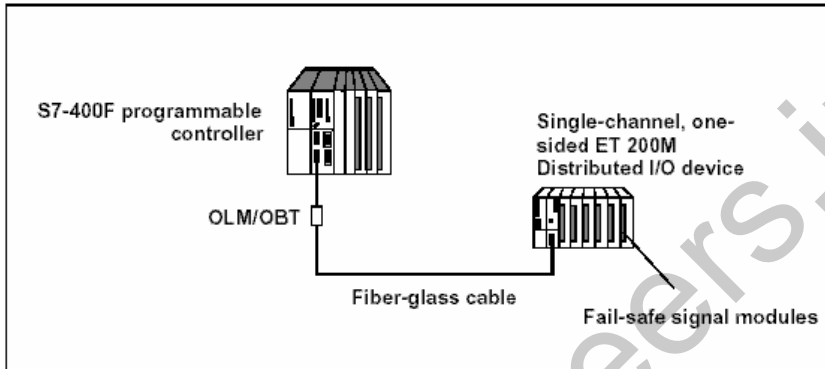 S7-400F programmable
controller
Single-channel, one-
sided ET 200M
Distributed I/O device
OLM/OBT
Fiber-glass cable
Fail-safe signal modules
eers.i